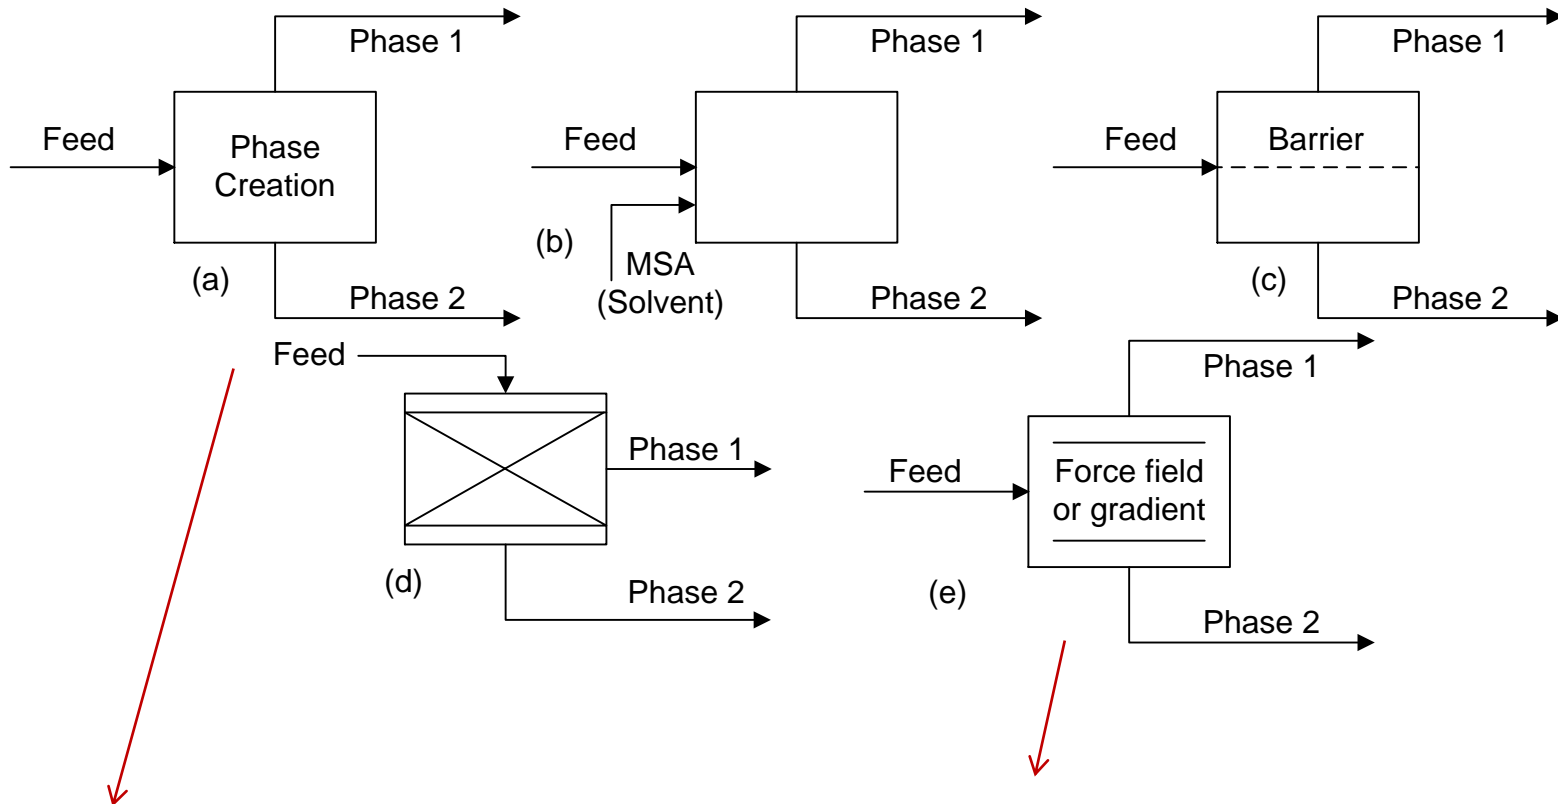 Phase 1
Feed
Phase
Creation
(a)
Phase 2
Phase 1
Feed
(b)
MSA
(Solvent)
Phase 2
Phase 1
Feed
Barrier
(c)
Phase 2
Feed
Phase 1
(d)
Phase 2
Phase 1
Feed
Force field
or gradient
(e)
Phase 2